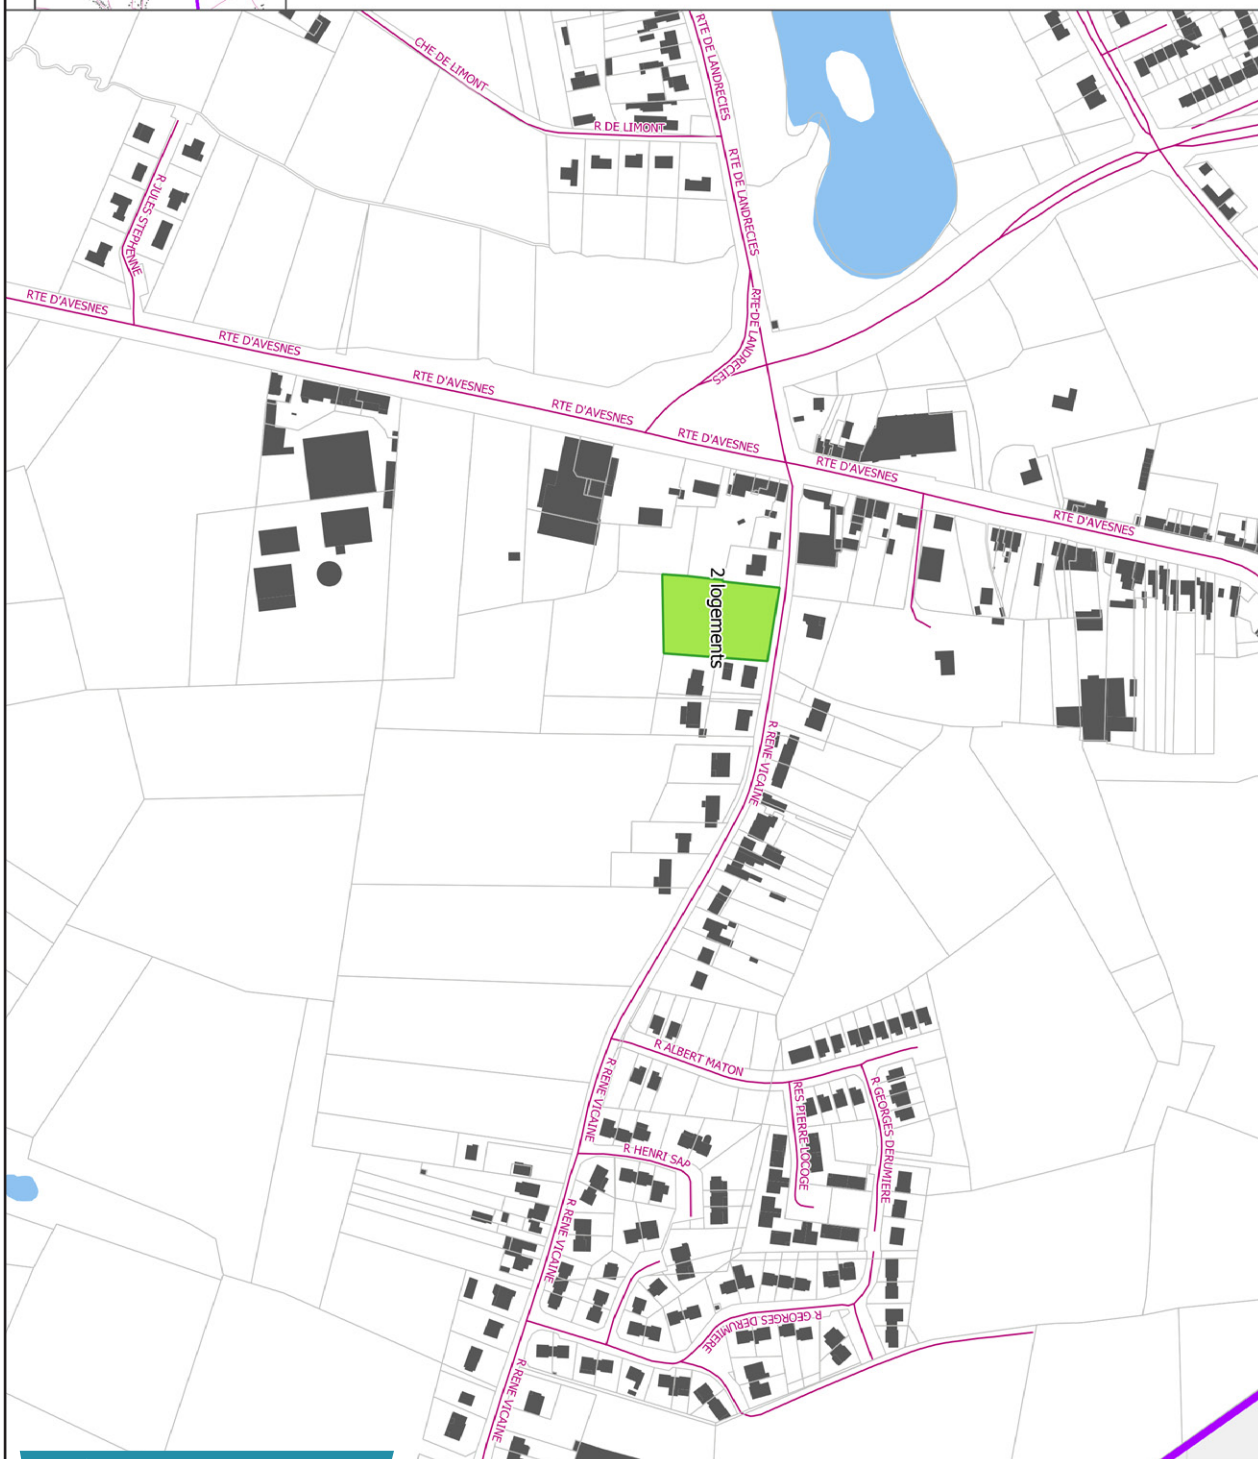 CHE DE LIMONT
RTE DE LANDRECIES
R DE LIMONT
RTE DE LANDRECIES
R JULES STEPHENNE
RTE D'AVESNES
RTE D'AVESNES
RTE DE LANDRECIES
RTE D'AVESNES
RTE D'AVESNES
RTE D'AVESNES
RTE D'AVESNES
RTE D'AVESNES
2 logements
R RENE VICAINE
R ALBERT MATON
R RENE VICAINE
RES PIERRE LOCOGE
R GEORGES DERUMIERE
R HENRI SAP
R RENE VICAINE
R GEORGES DERUMIERE
R RENE VICAINE